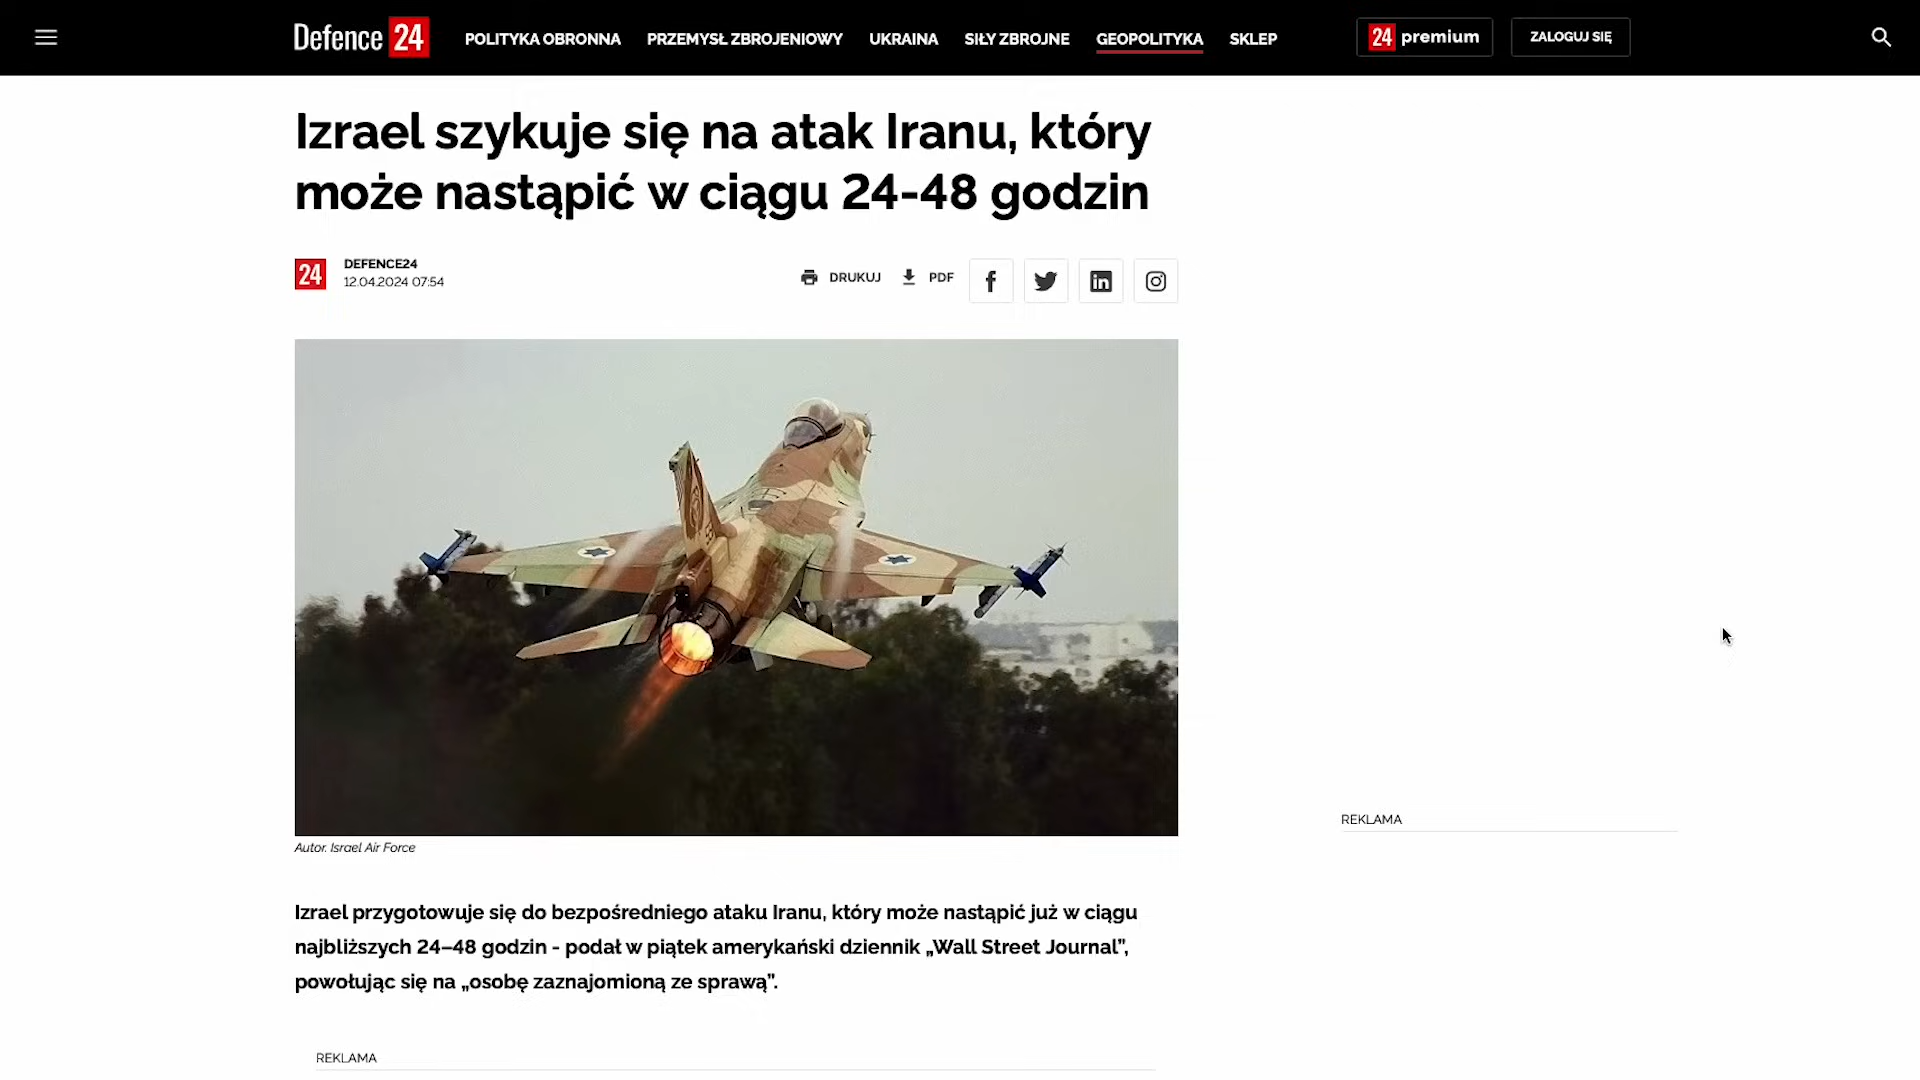 Defence 24
POLITYKA OBRONNA
PRZEMYSŁ ZBROJENIOWY
UKRAINA
SIŁY ZBROJNE
GEOPOLITYKA
SKLEP
24 premium
ZALOGUJ SIĘ
Izrael szykuje się na atak Iranu, który
może nastąpić w ciągu 24-48 godzin
24
DEFENCE24
12.04.2024 07:54
DRUKUJ
PDF
Autor. Israel Air Force
Izrael przygotowuje się do bezpośredniego ataku Iranu, który może nastąpić już w ciągu
najbliższych 24–48 godzin - podał w piątek amerykański dziennik „Wall Street Journal”,
powołując się na „osobę zaznajomioną ze sprawą”.
REKLAMA
REKLAMA